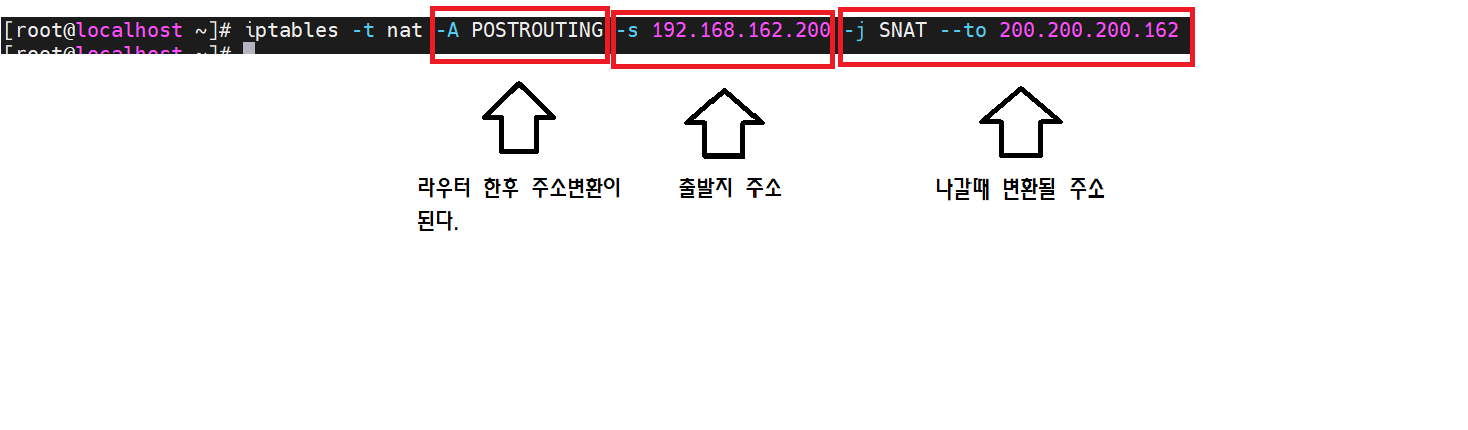 [root@localhost ~]# iptables -t nat -A POSTROUTING -s 192.168.162.200 -j SNAT --to 200.200.200.162
[root@localhost ~]#
라우터 한후 주소변환이
된다.
출발지 주소
나갈때 변환될 주소